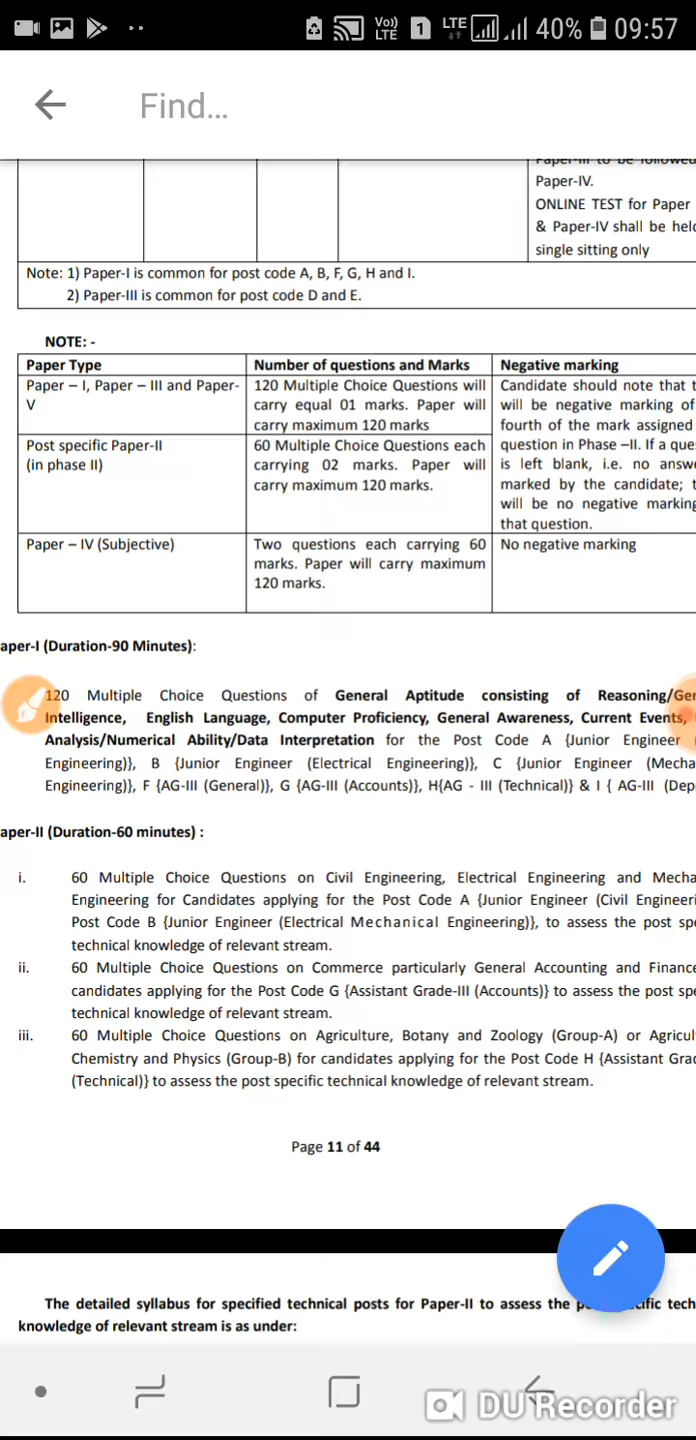 Vo)) LTE 1 LTE 40% 09:57
Find...
Paper-III to be followed
Paper-IV.
ONLINE TEST for Paper
& Paper-IV shall be held
single sitting only
Note: 1) Paper-I is common for post code A, B, F, G, H and I.
2) Paper-III is common for post code D and E.
NOTE: -
Paper Type Number of questions and Marks Negative marking
Paper – I, Paper – III and Paper- 120 Multiple Choice Questions will Candidate should note that
V carry equal 01 marks. Paper will will be negative marking of
carry maximum 120 marks fourth of the mark assigned
Post specific Paper-II 60 Multiple Choice Questions each question in Phase –II. If a
(in phase II) carrying 02 marks. Paper will is left blank, i.e. no
carry maximum 120 marks. marked by the candidate;
will be no negative marking
that question.
Paper – IV (Subjective) Two questions each carrying 60 No negative marking
marks. Paper will carry maximum
120 marks.
aper-I (Duration-90 Minutes):
120 Multiple Choice Questions of General Aptitude consisting of Reasoning/Ger
Intelligence, English Language, Computer Proficiency, General Awareness, Current Events,
Analysis/Numerical Ability/Data Interpretation for the Post Code A {Junior Engineer
Engineering)}, B {Junior Engineer (Electrical Engineering)}, C {Junior Engineer (Mecha
Engineering)}, F {AG-III (General)}, G {AG-III (Accounts)}, H{AG - III (Technical)} & I { AG-III (Dep
aper-II (Duration-60 minutes) :
i. 60 Multiple Choice Questions on Civil Engineering, Electrical Engineering and Mecha
Engineering for Candidates applying for the Post Code A {Junior Engineer (Civil Engineeri
Post Code B {Junior Engineer (Electrical Mechanical Engineering)}, to assess the post spe
technical knowledge of relevant stream.
ii. 60 Multiple Choice Questions on Commerce particularly General Accounting and Finance
candidates applying for the Post Code G {Assistant Grade-III (Accounts)} to assess the post spe
technical knowledge of relevant stream.
iii. 60 Multiple Choice Questions on Agriculture, Botany and Zoology (Group-A) or Agricul
Chemistry and Physics (Group-B) for candidates applying for the Post Code H {Assistant Grad
(Technical)} to assess the post specific technical knowledge of relevant stream.
Page 11 of 44
The detailed syllabus for specified technical posts for Paper-II to assess the tech
knowledge of relevant stream is as under:
DU Recorder